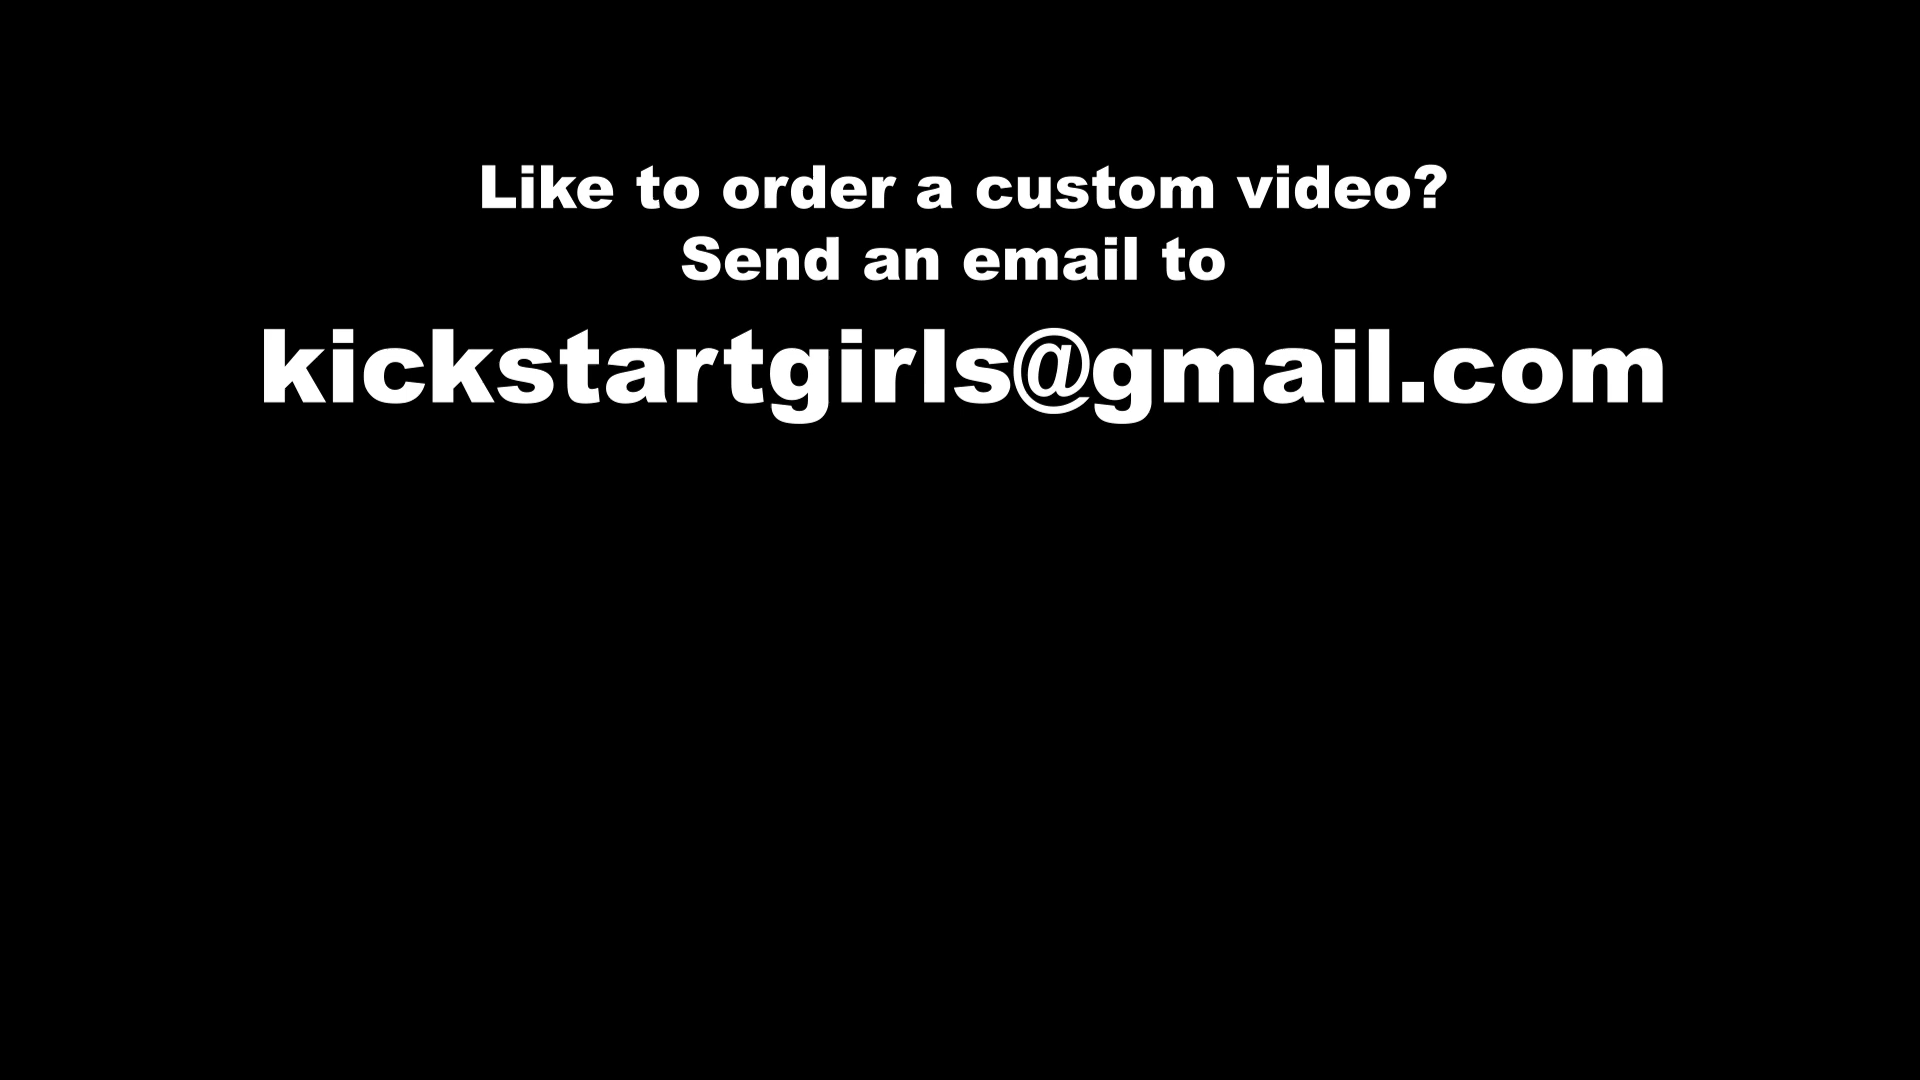 Like to order a custom video?
Send an email to
kickstartgirls@gmail.com